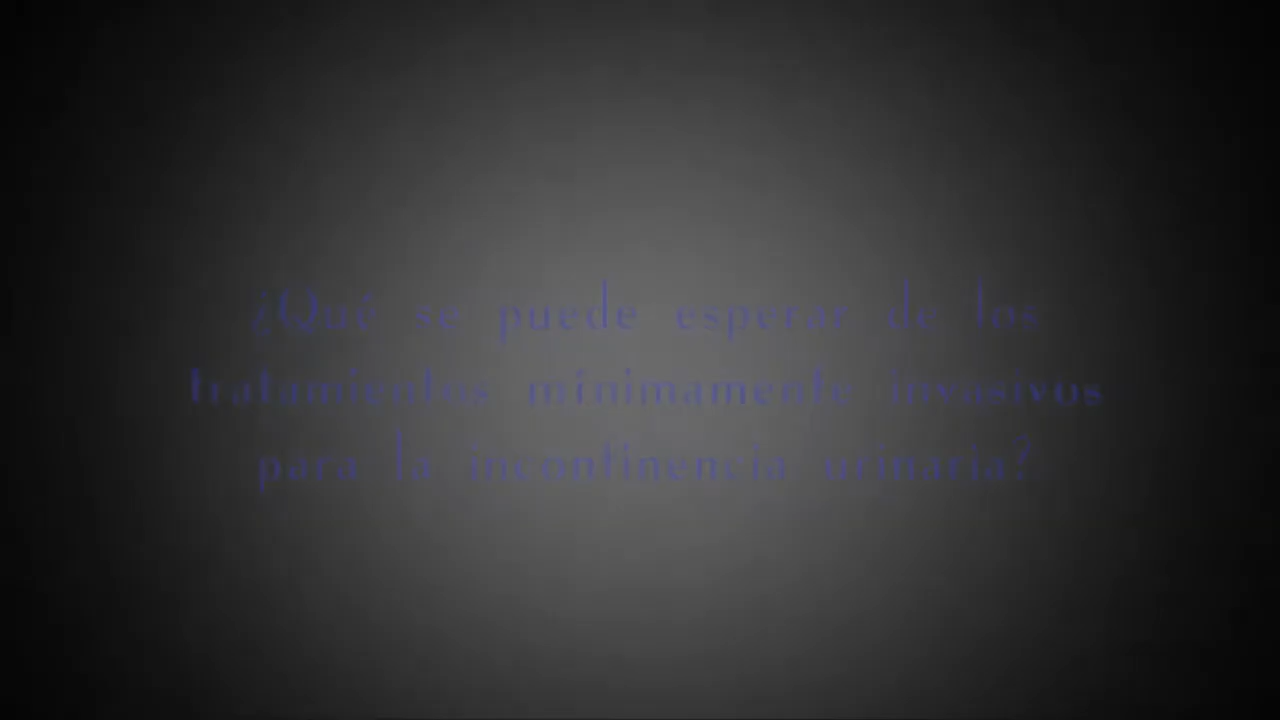 ¿Qué se puede esperar de los
tratamientos mínimamente invasivos
para la incontinencia urinaria?